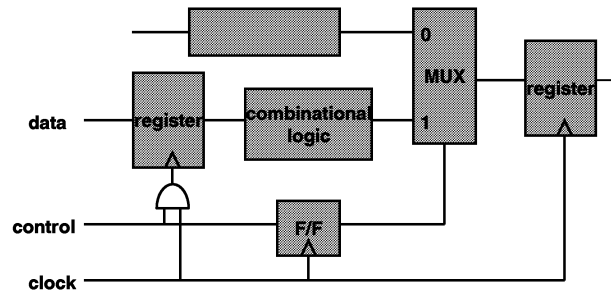 0
MUX
register
data
register
combinational
logic
1
control
F/F
clock